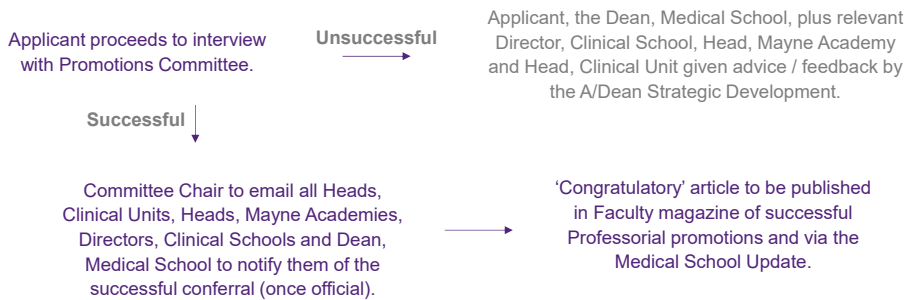 Applicant proceeds to interview
with Promotions Committee.
Unsuccessful
Applicant, the Dean, Medical School, plus relevant
Director, Clinical School, Head, Mayne Academy
and Head, Clinical Unit given advice / feedback by
the A/Dean Strategic Development.
Successful
Committee Chair to email all Heads,
Clinical Units, Heads, Mayne Academies,
Directors, Clinical Schools and Dean,
Medical School to notify them of the
successful conferral (once official).
‘Congratulatory’ article to be published
in Faculty magazine of successful
Professorial promotions and via the
Medical School Update.